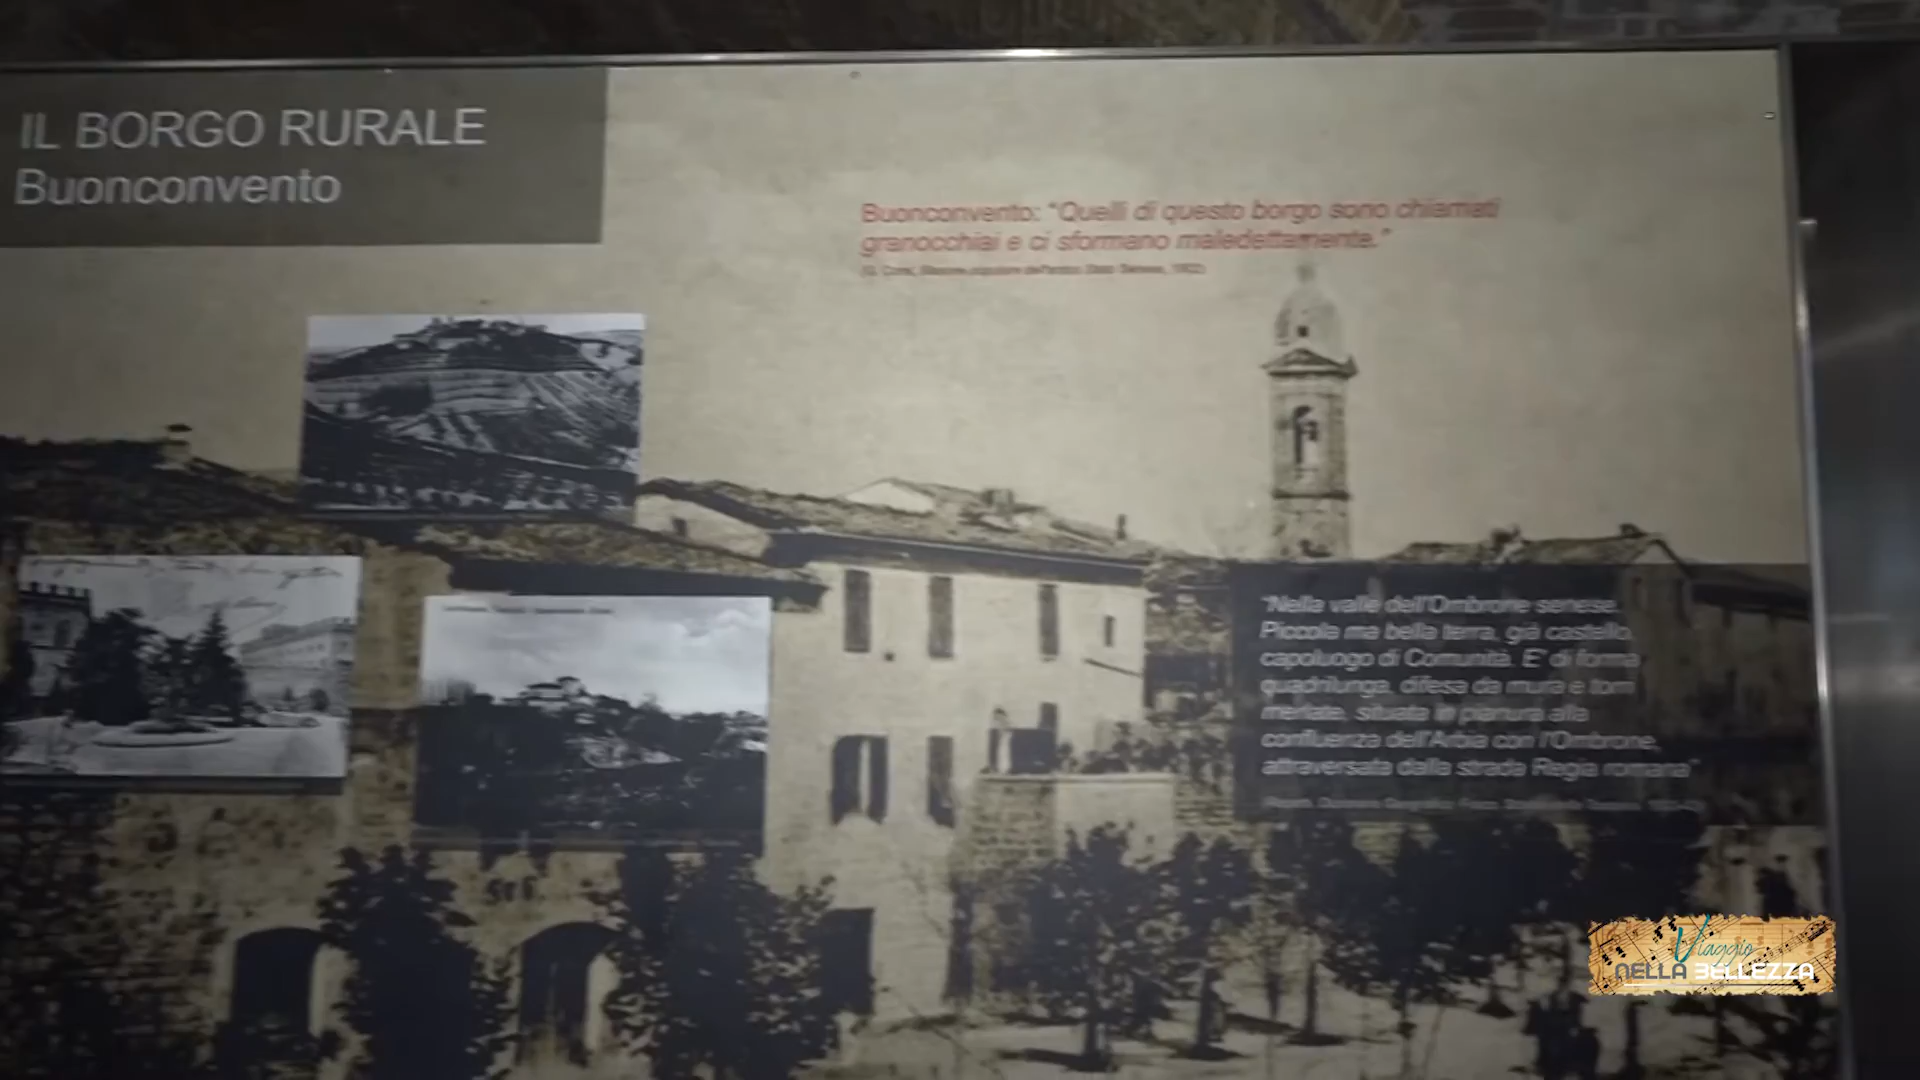 IL BORGO RURALE
Buonconvento
Buonconvento: "Quelli di questo borgo sono chiamati
granocchiai e ci sformano maledettamente."
"Nella valle dell'Ombrone senese.
Piccola ma bella terra, già castello,
capoluogo di Comunità. E' di forma
quadrilunga, difesa da mura e torri
merlate, situata in pianura alla
confluenza dell'Arbia con l'Ombrone,
attraversata dalla strada Regia romana"
Viaggio
NELLA BELLEZZA